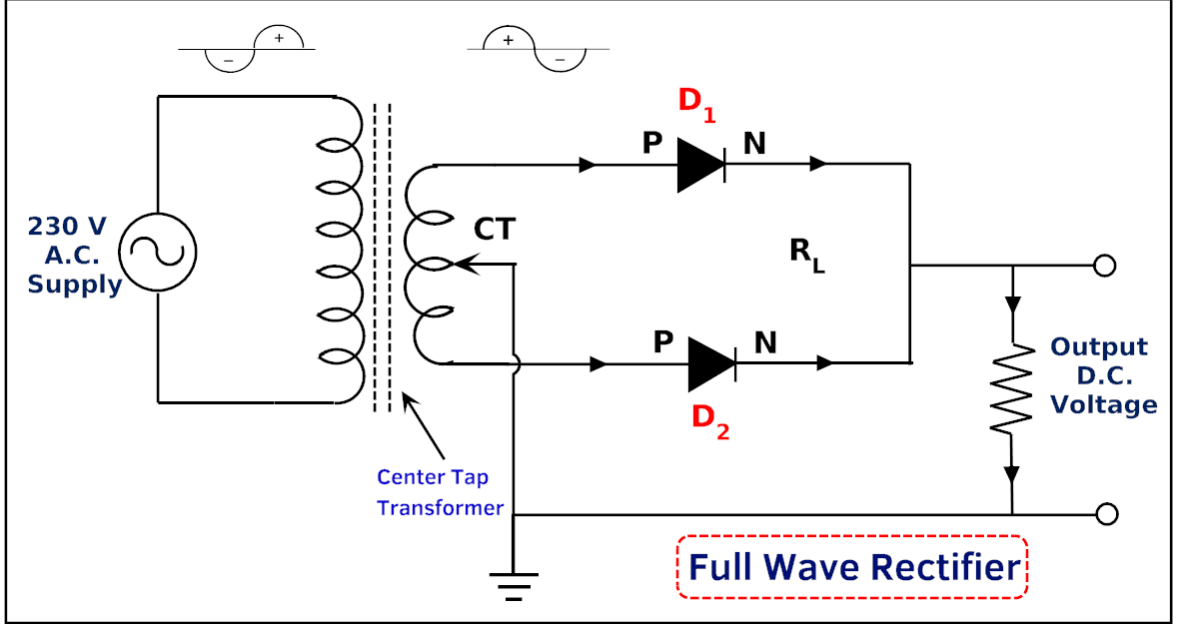 +
−
+
−
D1
P
N
230 V
A.C.
Supply
CT
RL
P
N
D2
Output
D.C.
Voltage
Center Tap
Transformer
Full Wave Rectifier